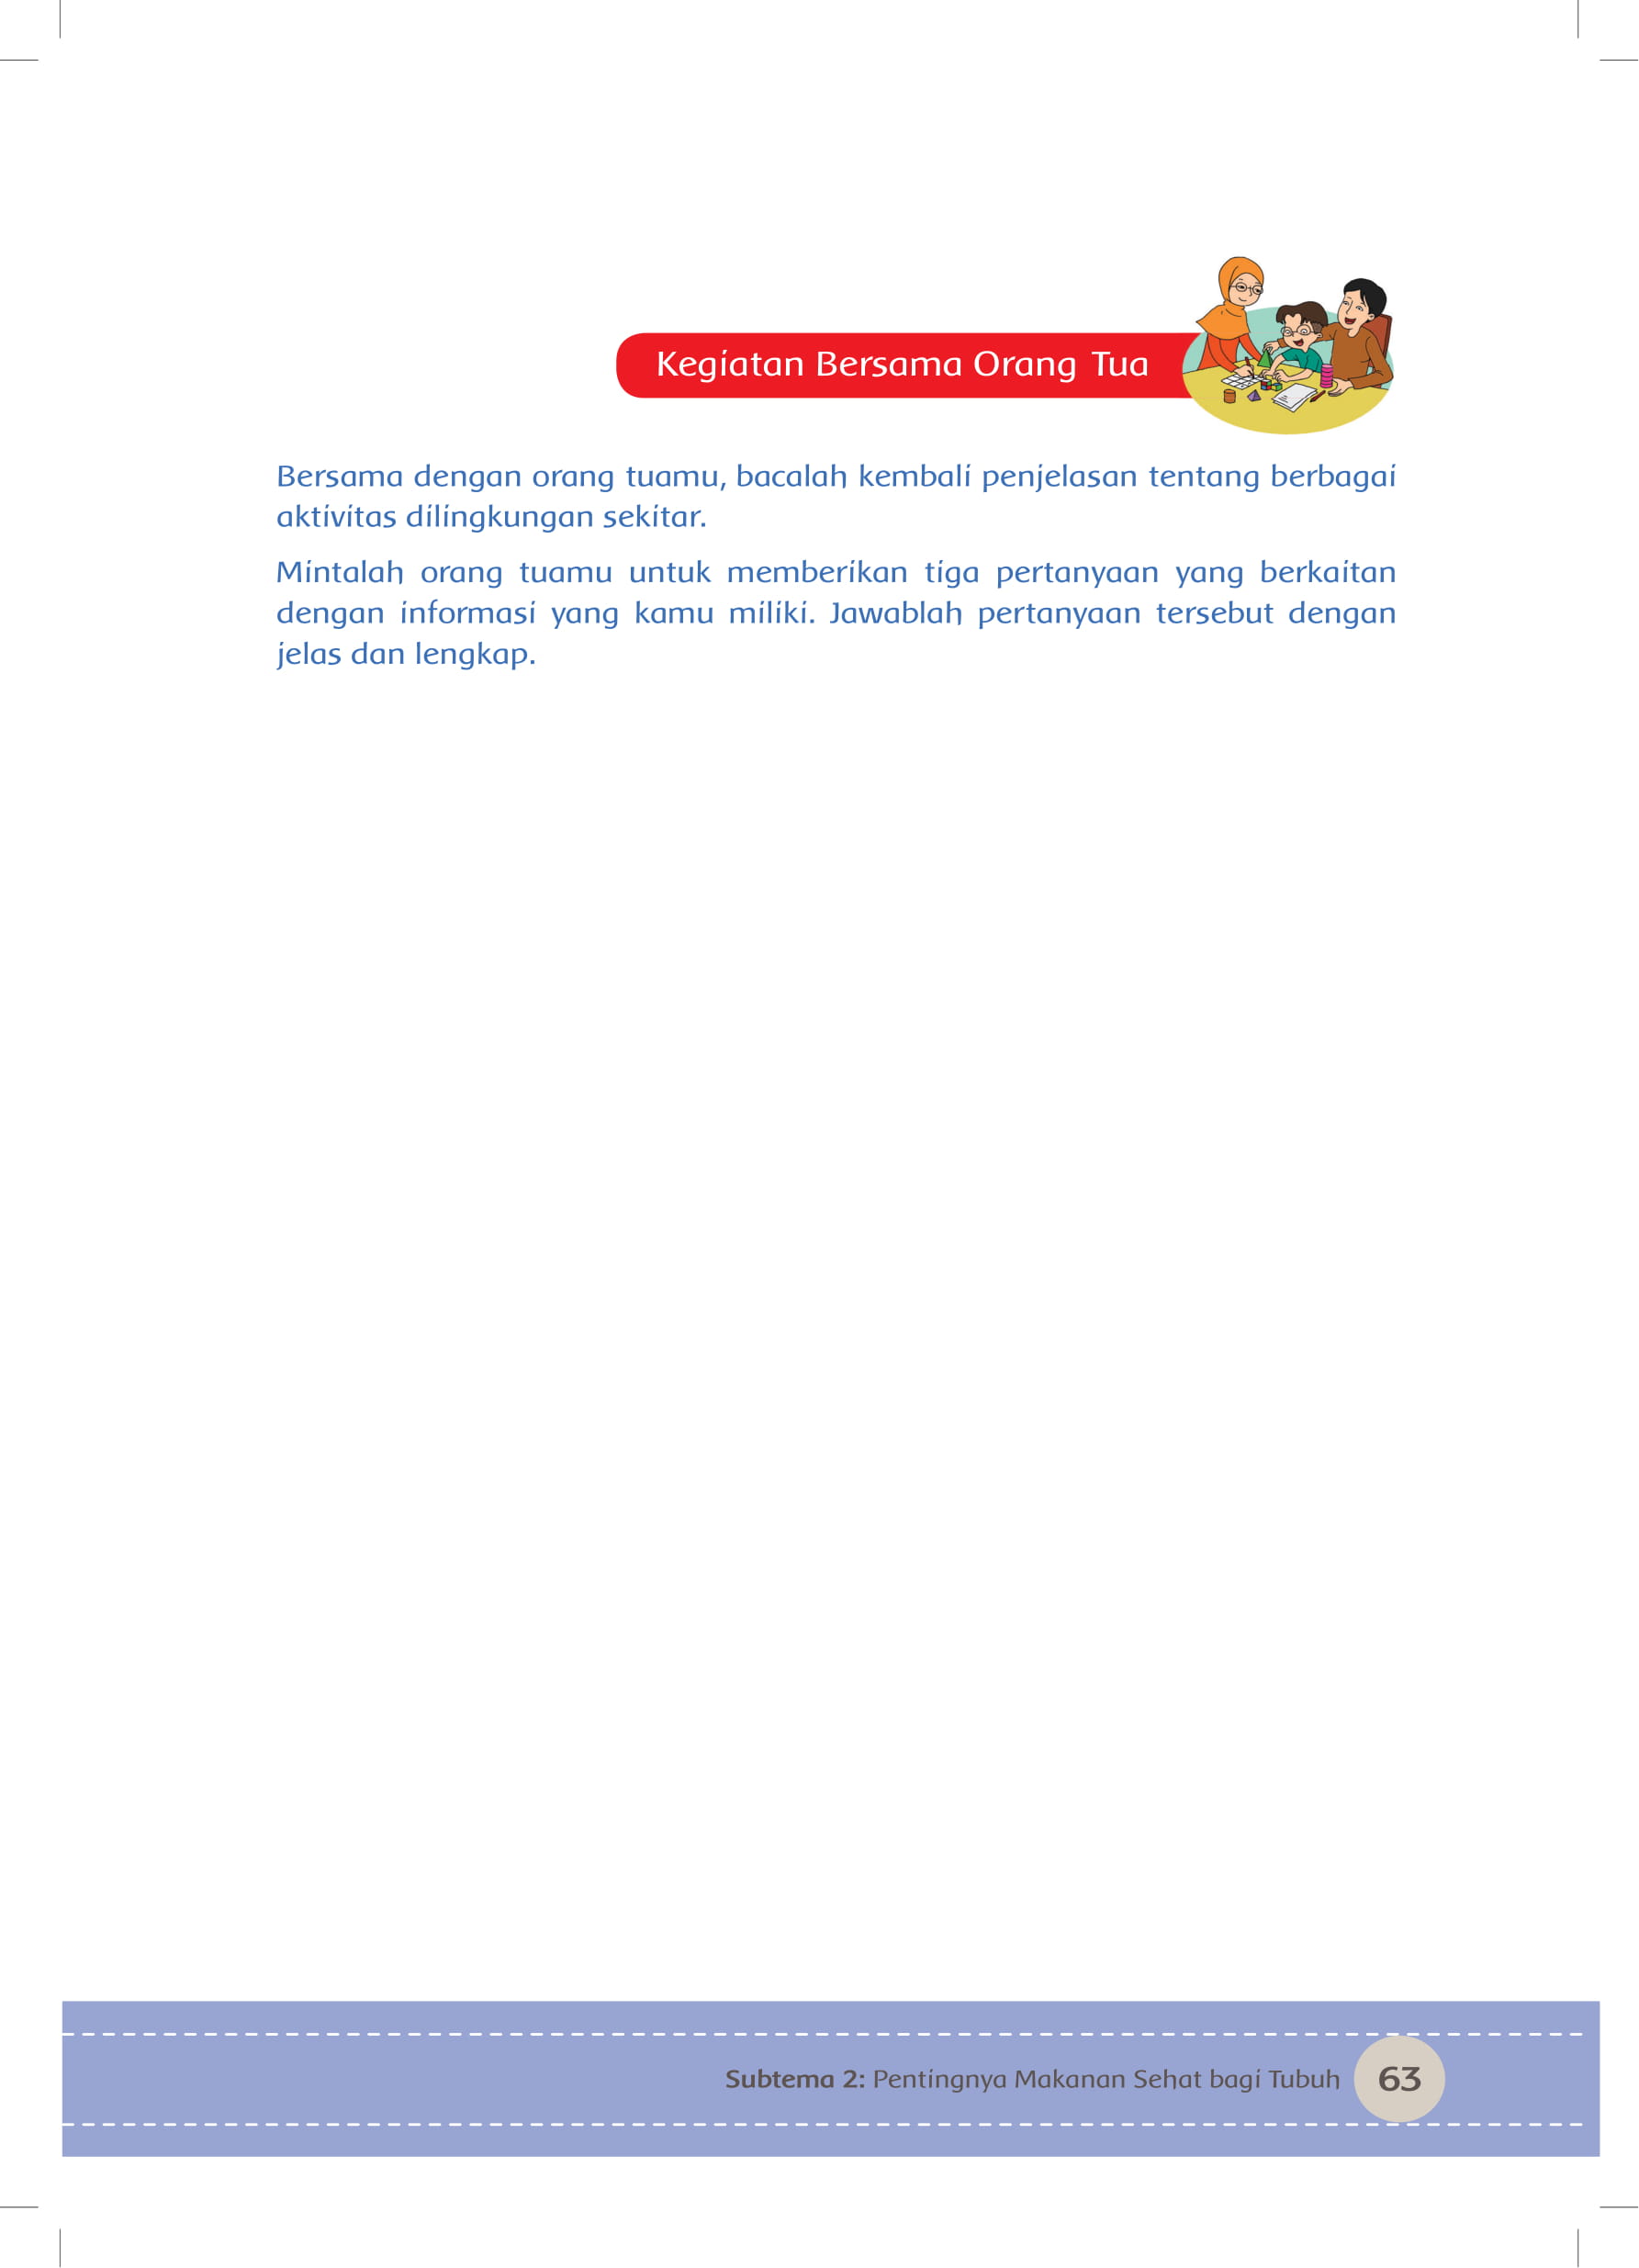 Kegiatan Bersama Orang Tua
Bersama dengan orang tuamu, bacalah kembali penjelasan tentang berbagai
aktivitas dilingkungan sekitar.
Mintalah orang tuamu untuk memberikan tiga pertanyaan yang berkaitan
dengan informasi yang kamu miliki. Jawablah pertanyaan tersebut dengan
jelas dan lengkap.
Subtema 2: Pentingnya Makanan Sehat bagi Tubuh 63